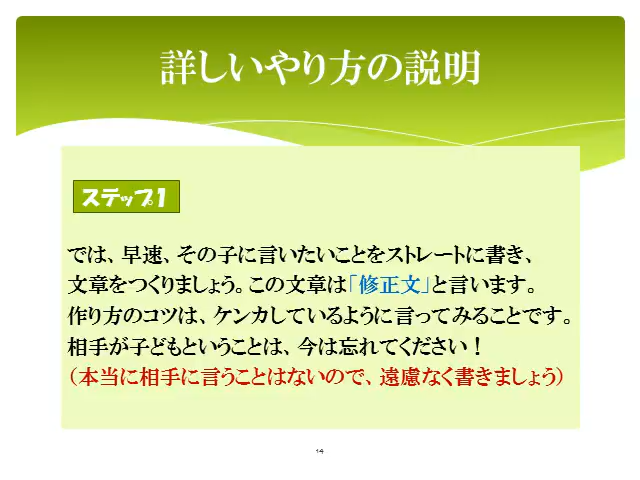 詳しいやり方の説明
ステップ1
では、早速、その子に言いたいことをストレートに書き、
文章をつくりましょう。この文章は「修正文」と言います。
作り方のコツは、ケンカしているように言ってみることです。
相手が子どもということは、今は忘れてください！
（本当に相手に言うことはないので、遠慮なく書きましょう）
14